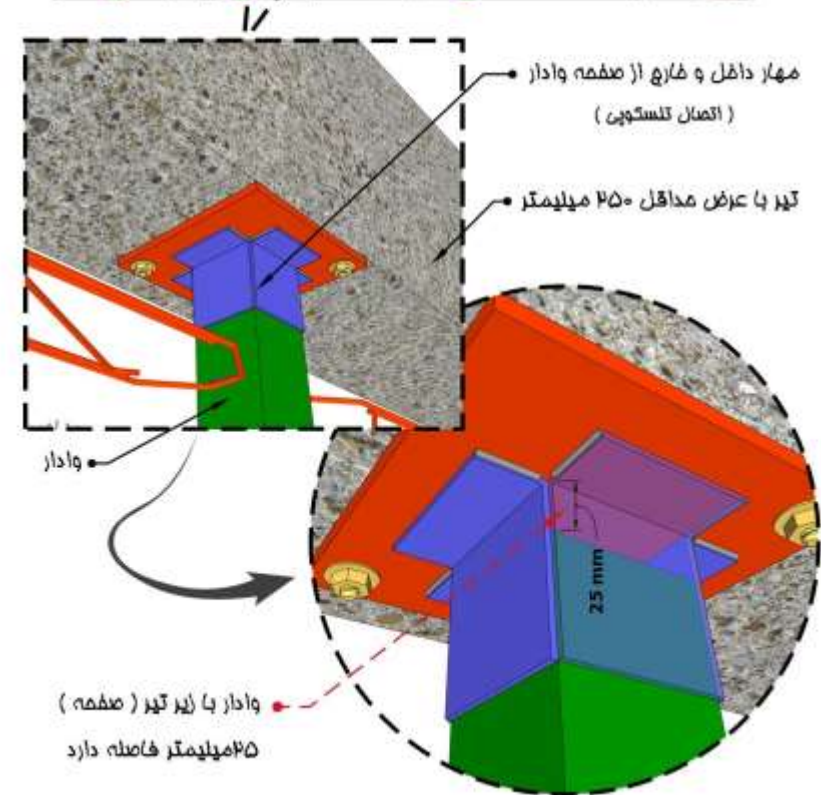 مهار داخل و خارج از صفحه وادار
( اتصال تلسکوپی )
تیر با عرض حداقل ۲۵۰ میلیمتر
وادار
25 mm
وادار با زیر تیر ( صفحه )
۲۵میلیمتر فاصله دارد